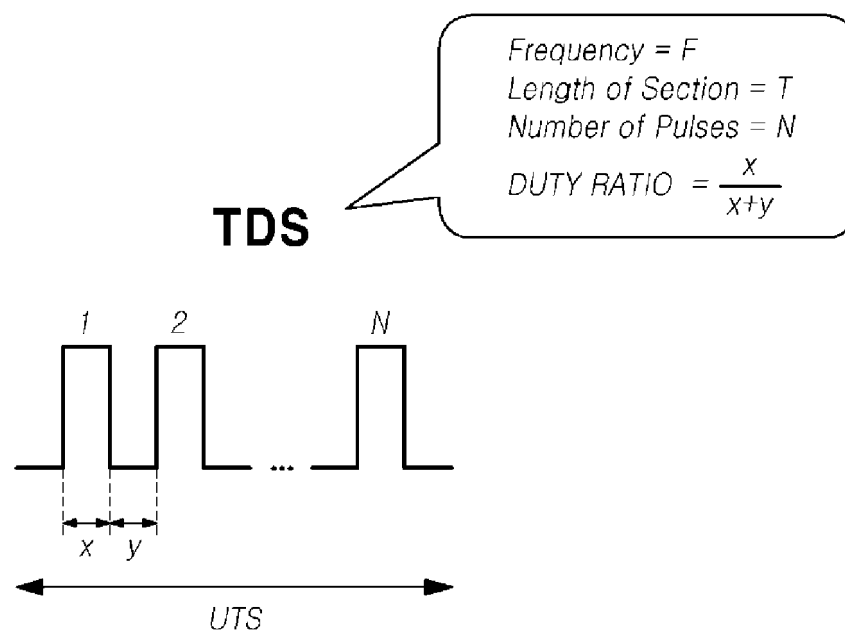 Frequency = F
Length of Section = T
Number of Pulses = N
DUTY RATIO = x / x+y
TDS
1 2 N
...
x y
UTS